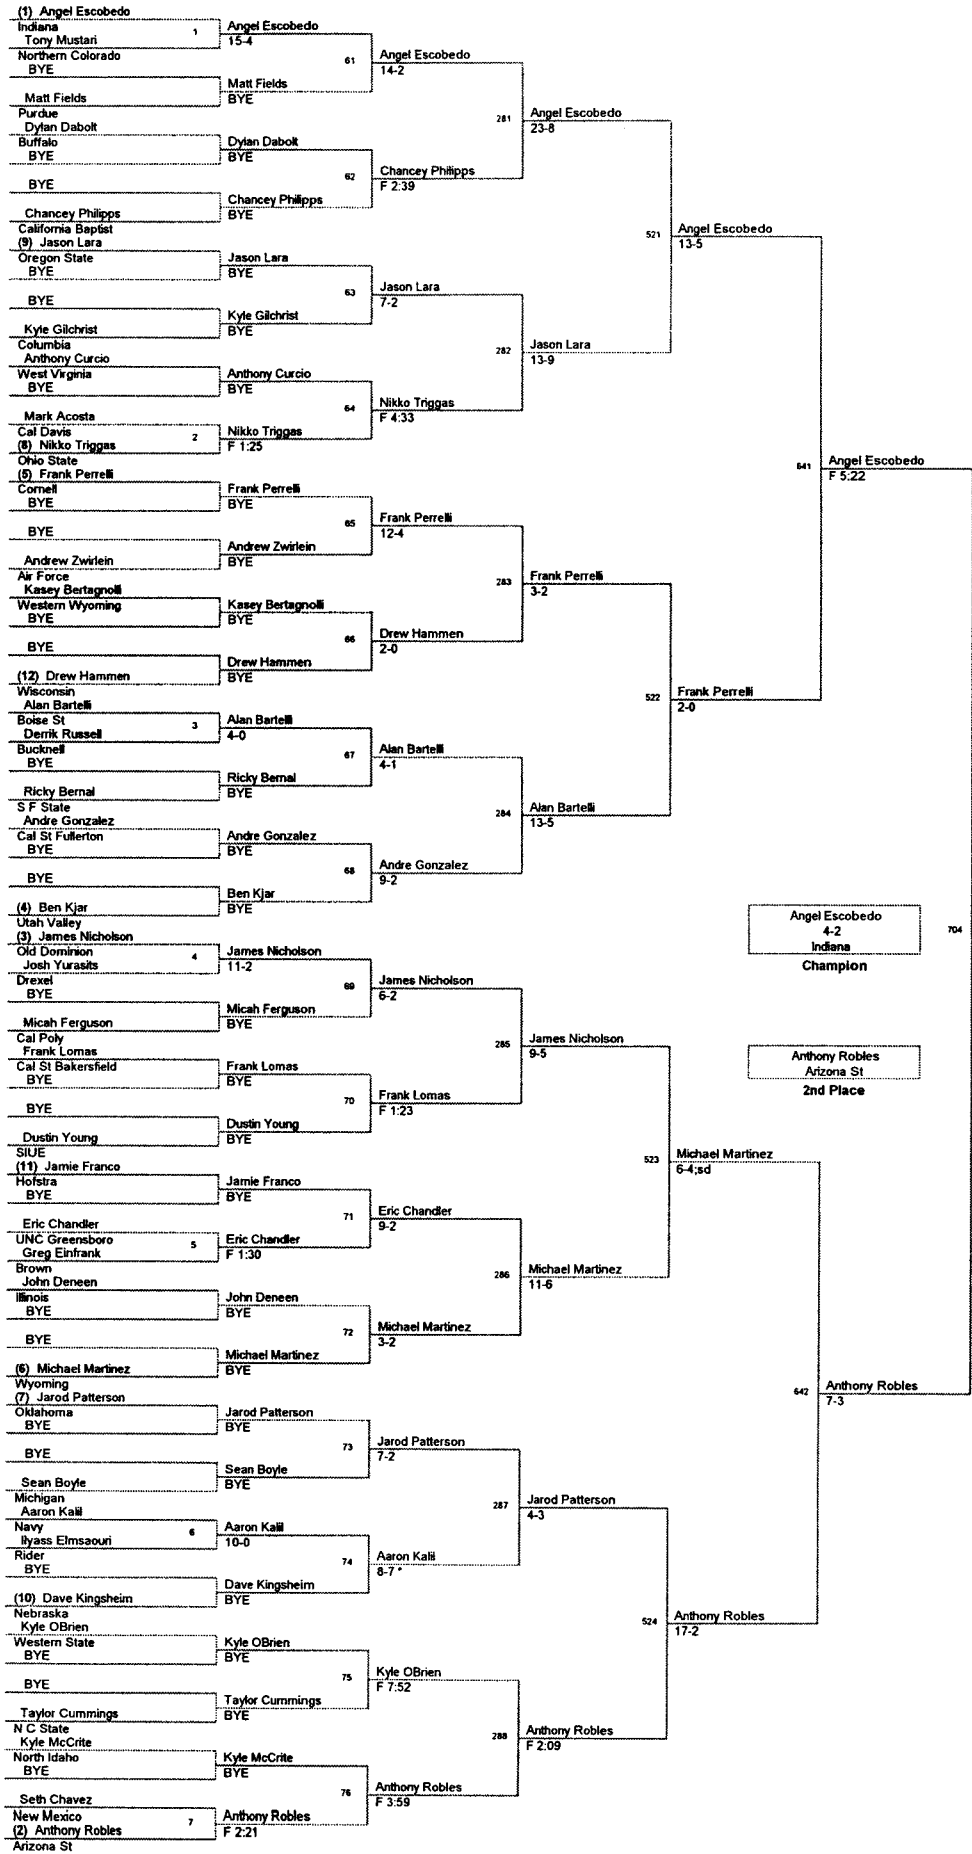 (1) Angel Escobedo
Indiana
Tony Mustari
Northern Colorado
BYE
Matt Fields
Purdue
Dylan Dabolt
Buffalo
BYE
BYE
Chancey Philipps
California Baptist
(9) Jason Lara
Oregon State
BYE
BYE
Kyle Gilchrist
Columbia
Anthony Curcio
West Virginia
BYE
Mark Acosta
Cal Davis
(8) Nikko Triggas
Ohio State
(5) Frank Perrelli
Cornell
BYE
BYE
Andrew Zwirlein
Air Force
Kasey Bertagnolli
Western Wyoming
BYE
BYE
(12) Drew Hammen
Wisconsin
Alan Bartelli
Boise St
Derrik Russell
Bucknell
BYE
Ricky Bernal
S F State
Andre Gonzalez
Cal St Fullerton
BYE
BYE
(4) Ben Kjar
Utah Valley
(3) James Nicholson
Old Dominion
Josh Yurasits
Drexel
BYE
Micah Ferguson
Cal Poly
Frank Lomas
Cal St Bakersfield
BYE
BYE
Dustin Young
SIUE
(11) Jamie Franco
Hofstra
BYE
Eric Chandler
UNC Greensboro
Greg Einfrank
Brown
John Deneen
Illinois
BYE
BYE
(6) Michael Martinez
Wyoming
(7) Jarod Patterson
Oklahoma
BYE
BYE
Sean Boyle
Michigan
Aaron Kalil
Navy
Ilyass Elmsaouri
Rider
BYE
(10) Dave Kingsheim
Nebraska
Kyle OBrien
Western State
BYE
BYE
Taylor Cummings
N C State
Kyle McCrite
North Idaho
BYE
Seth Chavez
New Mexico
(2) Anthony Robles
Arizona St
1
2
3
4
5
6
7
Angel Escobedo
15-4
Matt Fields
BYE
Dylan Dabolt
BYE
Chancey Philipps
BYE
Jason Lara
BYE
Kyle Gilchrist
BYE
Anthony Curcio
BYE
Nikko Triggas
F 1:25
Frank Perrelli
BYE
Andrew Zwirlein
BYE
Kasey Bertagnolli
BYE
Drew Hammen
BYE
Alan Bartelli
4-0
Ricky Bernal
BYE
Andre Gonzalez
BYE
Ben Kjar
BYE
James Nicholson
11-2
Micah Ferguson
BYE
Frank Lomas
BYE
Dustin Young
BYE
Jamie Franco
BYE
Eric Chandler
F 1:30
John Deneen
BYE
Michael Martinez
BYE
Jarod Patterson
BYE
Sean Boyle
BYE
Aaron Kalil
10-0
Dave Kingsheim
BYE
Kyle OBrien
BYE
Taylor Cummings
BYE
Kyle McCrite
BYE
Anthony Robles
F 2:21
61
62
63
64
65
66
67
68
69
70
71
72
73
74
75
76
Angel Escobedo
14-2
Chancey Philipps
F 2:39
Jason Lara
7-2
Nikko Triggas
F 4:33
Frank Perrelli
12-4
Drew Hammen
2-0
Alan Bartelli
4-1
Andre Gonzalez
9-2
James Nicholson
6-2
Frank Lomas
F 1:23
Eric Chandler
9-2
Michael Martinez
3-2
Jarod Patterson
7-2
Aaron Kalil
8-7 *
Kyle OBrien
F 7:52
Anthony Robles
F 3:59
281
282
283
284
285
286
287
288
Angel Escobedo
23-8
Jason Lara
13-9
Frank Perrelli
3-2
Alan Bartelli
13-5
James Nicholson
9-5
Michael Martinez
11-6
Jarod Patterson
4-3
Anthony Robles
F 2:09
521
522
523
524
Angel Escobedo
13-5
Frank Perrelli
2-0
Michael Martinez
6-4;sd
Anthony Robles
17-2
641
642
Angel Escobedo
F 5:22
Anthony Robles
7-3
704
Angel Escobedo
4-2
Indiana
Champion
Anthony Robles
Arizona St
2nd Place